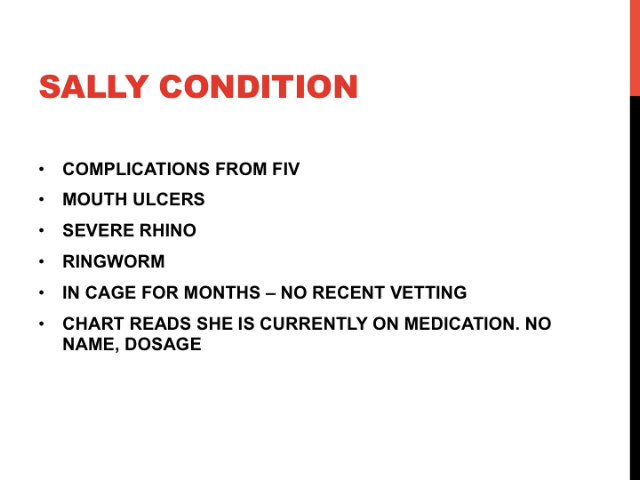 SALLY CONDITION
• COMPLICATIONS FROM FIV
• MOUTH ULCERS
• SEVERE RHINO
• RINGWORM
• IN CAGE FOR MONTHS – NO RECENT VETTING
• CHART READS SHE IS CURRENTLY ON MEDICATION. NO
NAME, DOSAGE